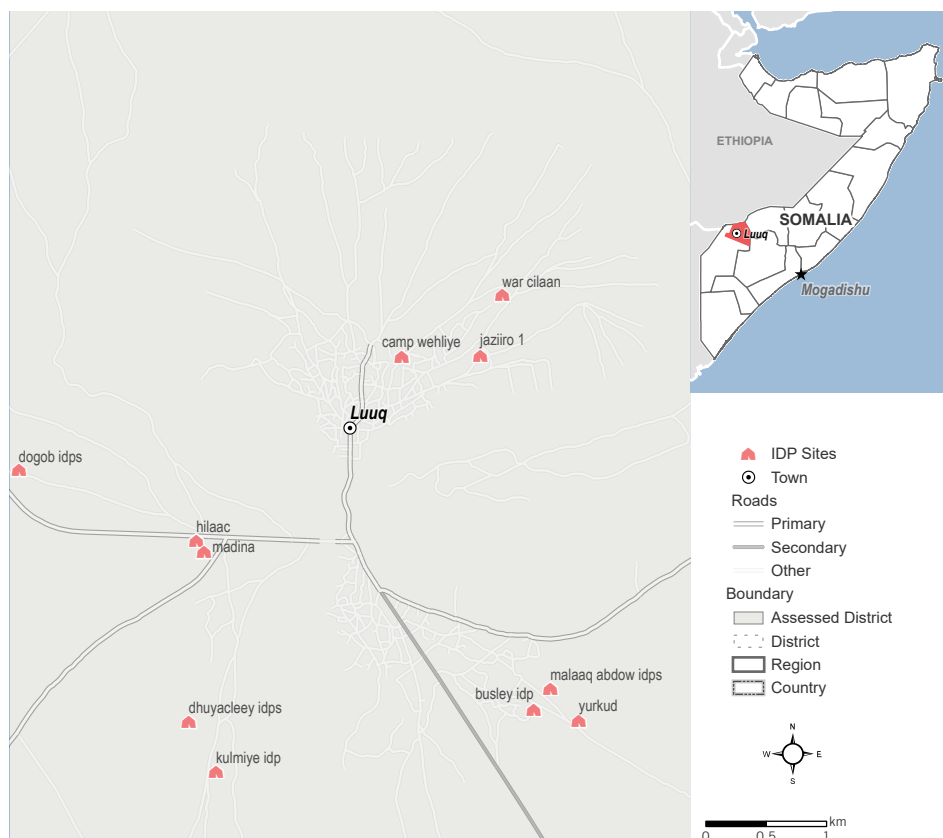 war cilaan
camp wehliye
jaziiro 1
Luuq
dogob idps
hilaac
madina
malaaq abdow idps
busley idp
yurkud
dhuyacleey idps
kulmiye idp
ETHIOPIA
SOMALIA
Luuq
Mogadishu
IDP Sites
Town
Roads
Primary
Secondary
Other
Boundary
Assessed District
District
Region
Country
N
W
E
S
km
0 0.5 1